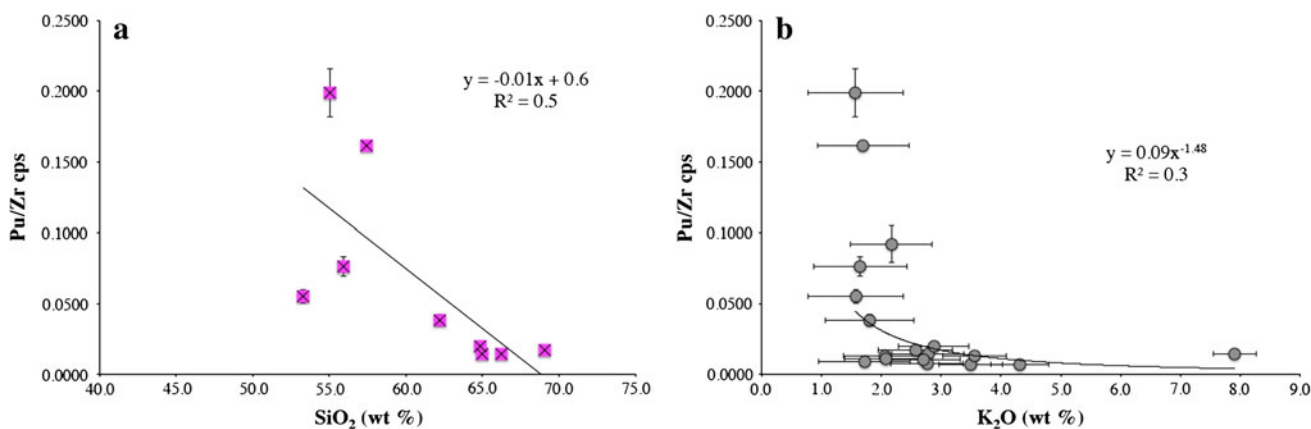 a
0.2500
0.2000
0.1500
0.1000
0.0500
0.0000
Pu/Zr cps
y = -0.01x + 0.6
R² = 0.5
40.0 45.0 50.0 55.0 60.0 65.0 70.0 75.0
SiO₂ (wt %)
b
0.2500
0.2000
0.1500
0.1000
0.0500
0.0000
Pu/Zr cps
y = 0.09x⁻¹·⁴⁸
R² = 0.3
0.0 1.0 2.0 3.0 4.0 5.0 6.0 7.0 8.0 9.0
K₂O (wt %)